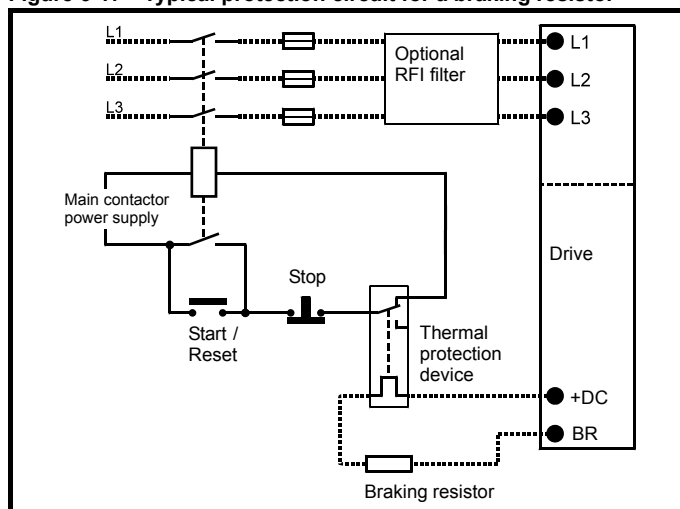 Typical protection circuit for a braking resistor
L1
L2
L3
Optional
RFI filter
L1
L2
L3
Main contactor
power supply
Drive
Stop
Start /
Reset
Thermal
protection
device
+DC
BR
Braking resistor